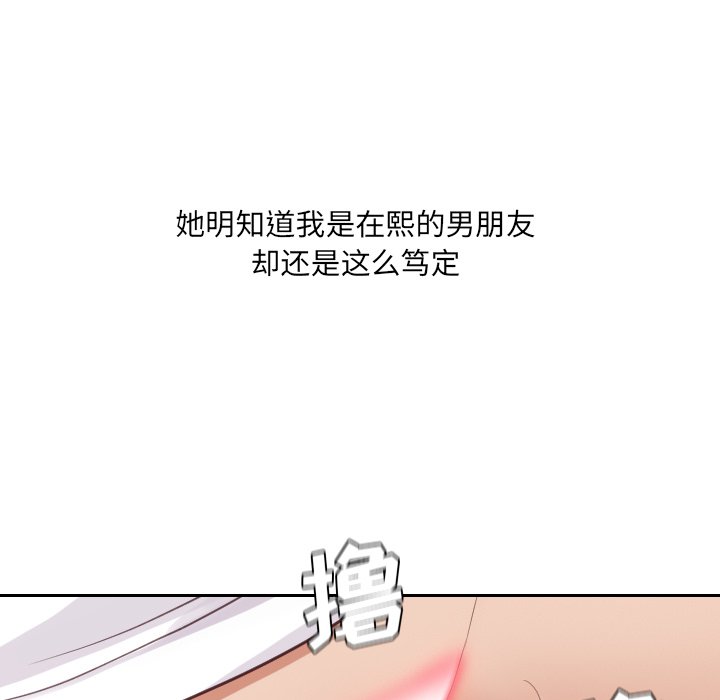 她明知道我是在熙的男朋友
却还是这么笃定
撸